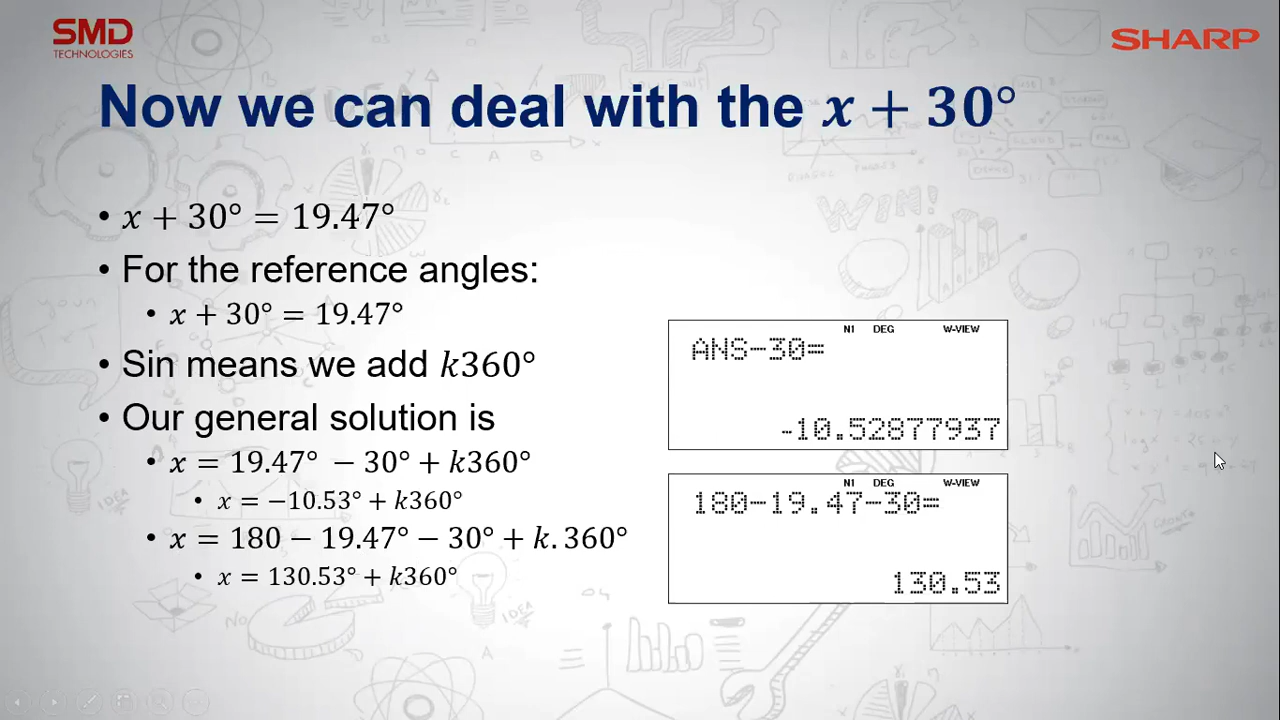 SMD
TECHNOLOGIES
SHARP
Now we can deal with the x + 30°
• x + 30° = 19.47°
• For the reference angles:
• x + 30° = 19.47°
• Sin means we add k360°
• Our general solution is
• x = 19.47° − 30° + k360°
• x = −10.53° + k360°
• x = 180 − 19.47° − 30° + k. 360°
• x = 130.53° + k360°
N1 DEG W-VIEW
ANS-30=
-10.52877937
N1 DEG W-VIEW
180-19.47-30=
130.53
WIN!
IDEA
IDEA